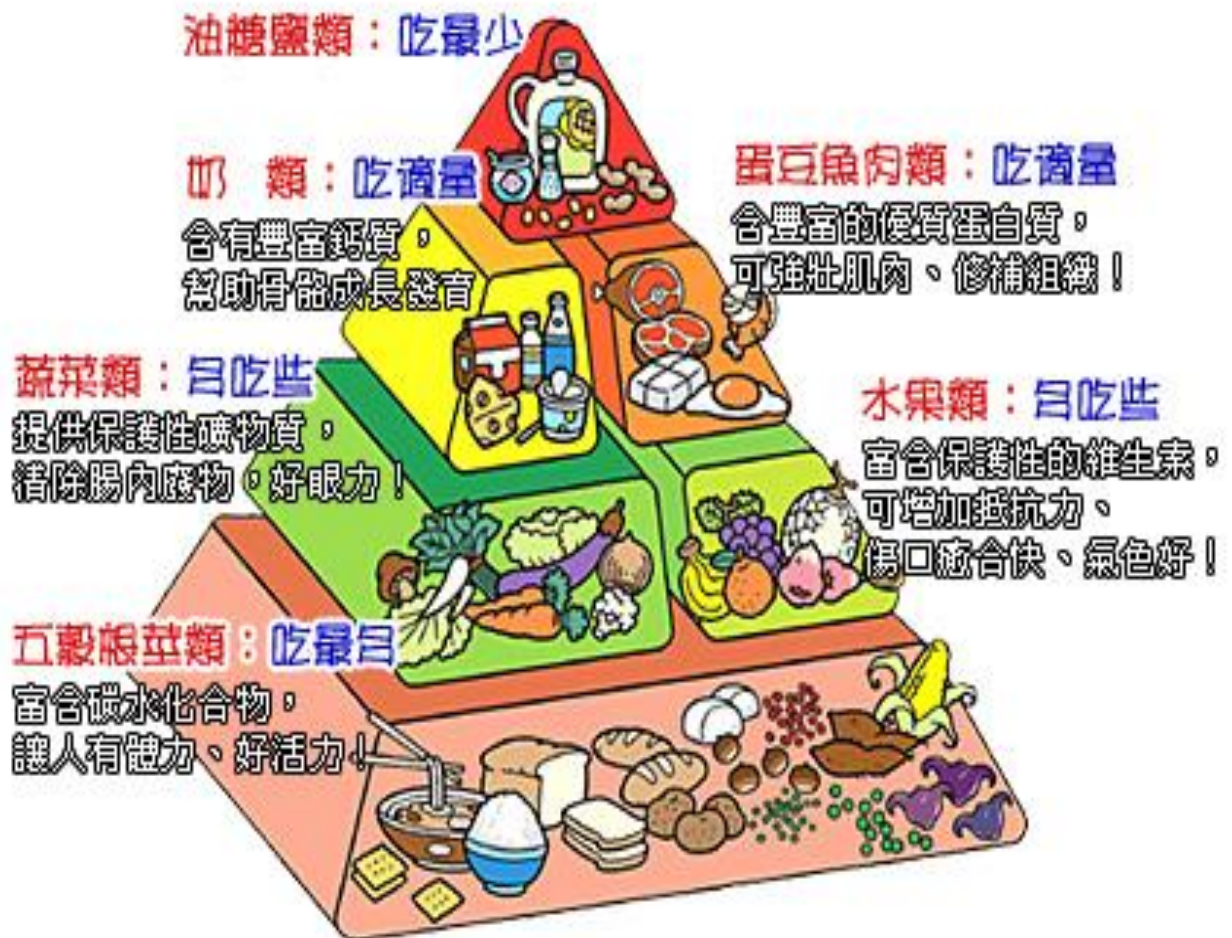 油糖鹽類：吃最少
奶 類：吃適量
含有豐富鈣質，
幫助骨骼成長發育
蛋豆魚肉類：吃適量
含豐富的優質蛋白質，
可強壯肌肉、修補組織！
蔬菜類：多吃些
提供保護性礦物質，
清除腸內廢物，好眼力！
水果類：多吃些
富含保護性的維生素，
可增加抵抗力、
傷口癒合快、氣色好！
五穀根莖類：吃最多
富含碳水化合物，
讓人有體力、好活力！